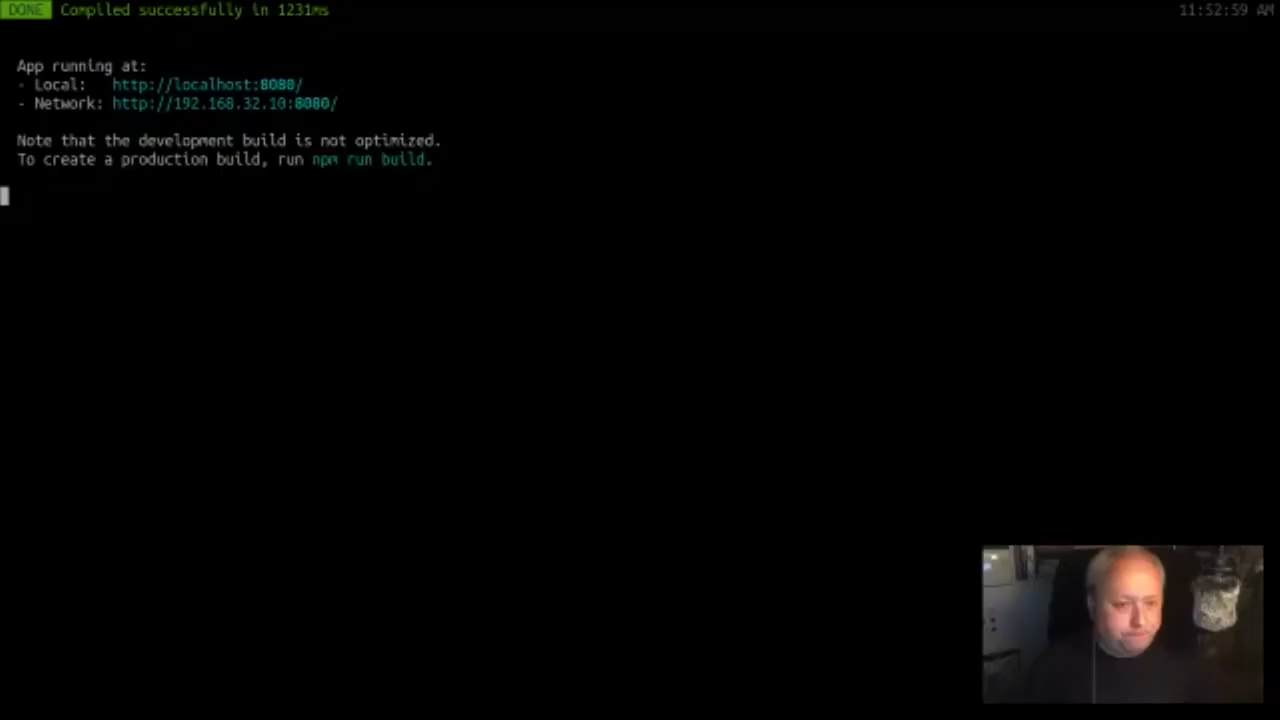 DONE Compiled successfully in 1231ms 11:52:59 AM
App running at:
- Local: http://localhost:8080/
- Network: http://192.168.32.10:8080/
Note that the development build is not optimized.
To create a production build, run npm run build.